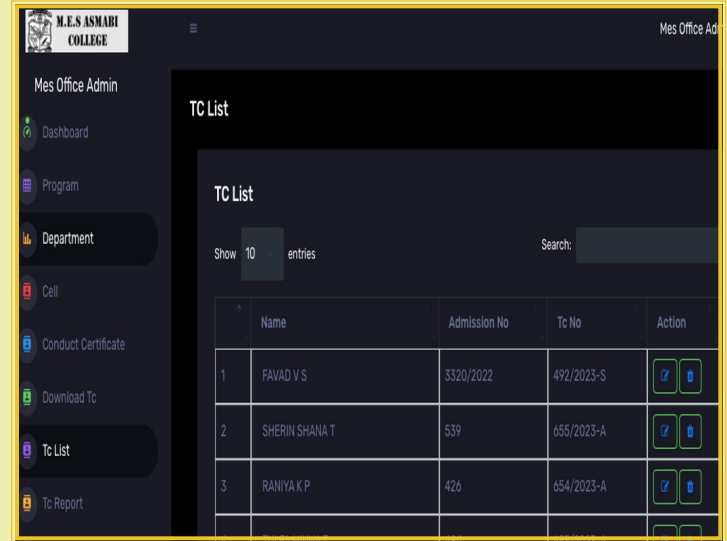 M.E.S ASMABI
COLLEGE
Mes Office Adm
Mes Office Admin
Dashboard
Program
Department
Cell
Conduct Certificate
Download Tc
Tc List
Tc Report
TC List
TC List
Show 10 entries
Search:
Name Admission No Tc No Action
1 FAVAD V S 3320/2022 492/2023-S
2 SHERIN SHANA T 539 655/2023-A
3 RANIYA K P 426 654/2023-A